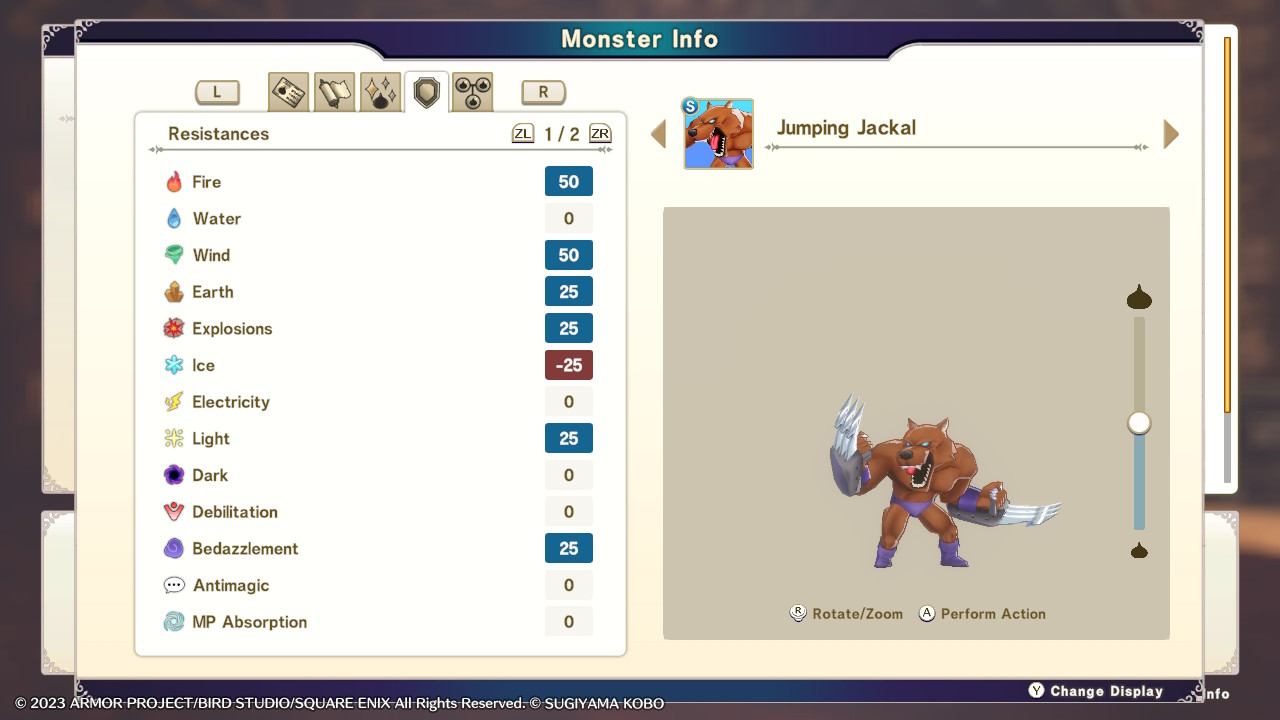 Monster Info
L
R
Resistances
ZL 1 / 2 ZR
Fire 50
Water 0
Wind 50
Earth 25
Explosions 25
Ice -25
Electricity 0
Light 25
Dark 0
Debilitation 0
Bedazzlement 25
Antimagic 0
MP Absorption 0
S
Jumping Jackal
R Rotate/Zoom A Perform Action
Y Change Display
Info
© 2023 ARMOR PROJECT/BIRD STUDIO/SQUARE ENIX All Rights Reserved. © SUGIYAMA KOBO